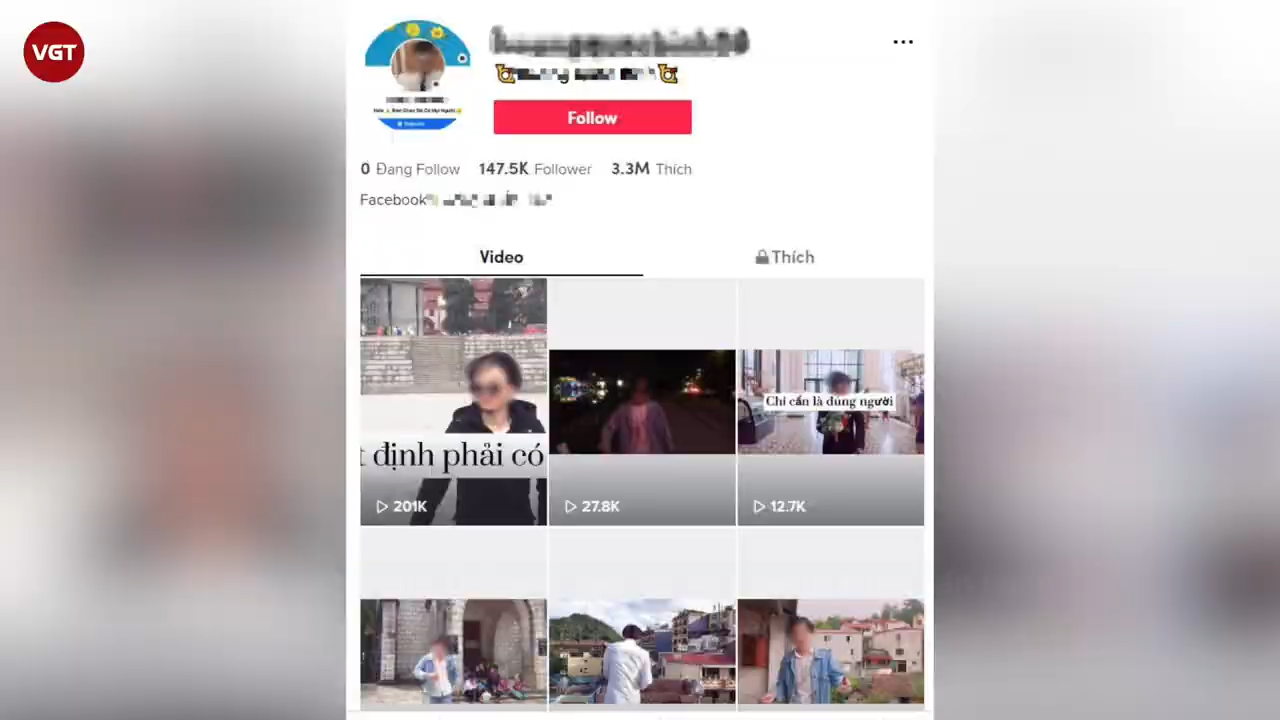 VGT
Follow
0 Đang Follow 147.5K Follower 3.3M Thích
Facebook
Video
Thích
định phải có
201K
27.8K
Chỉ cần là đúng người
12.7K